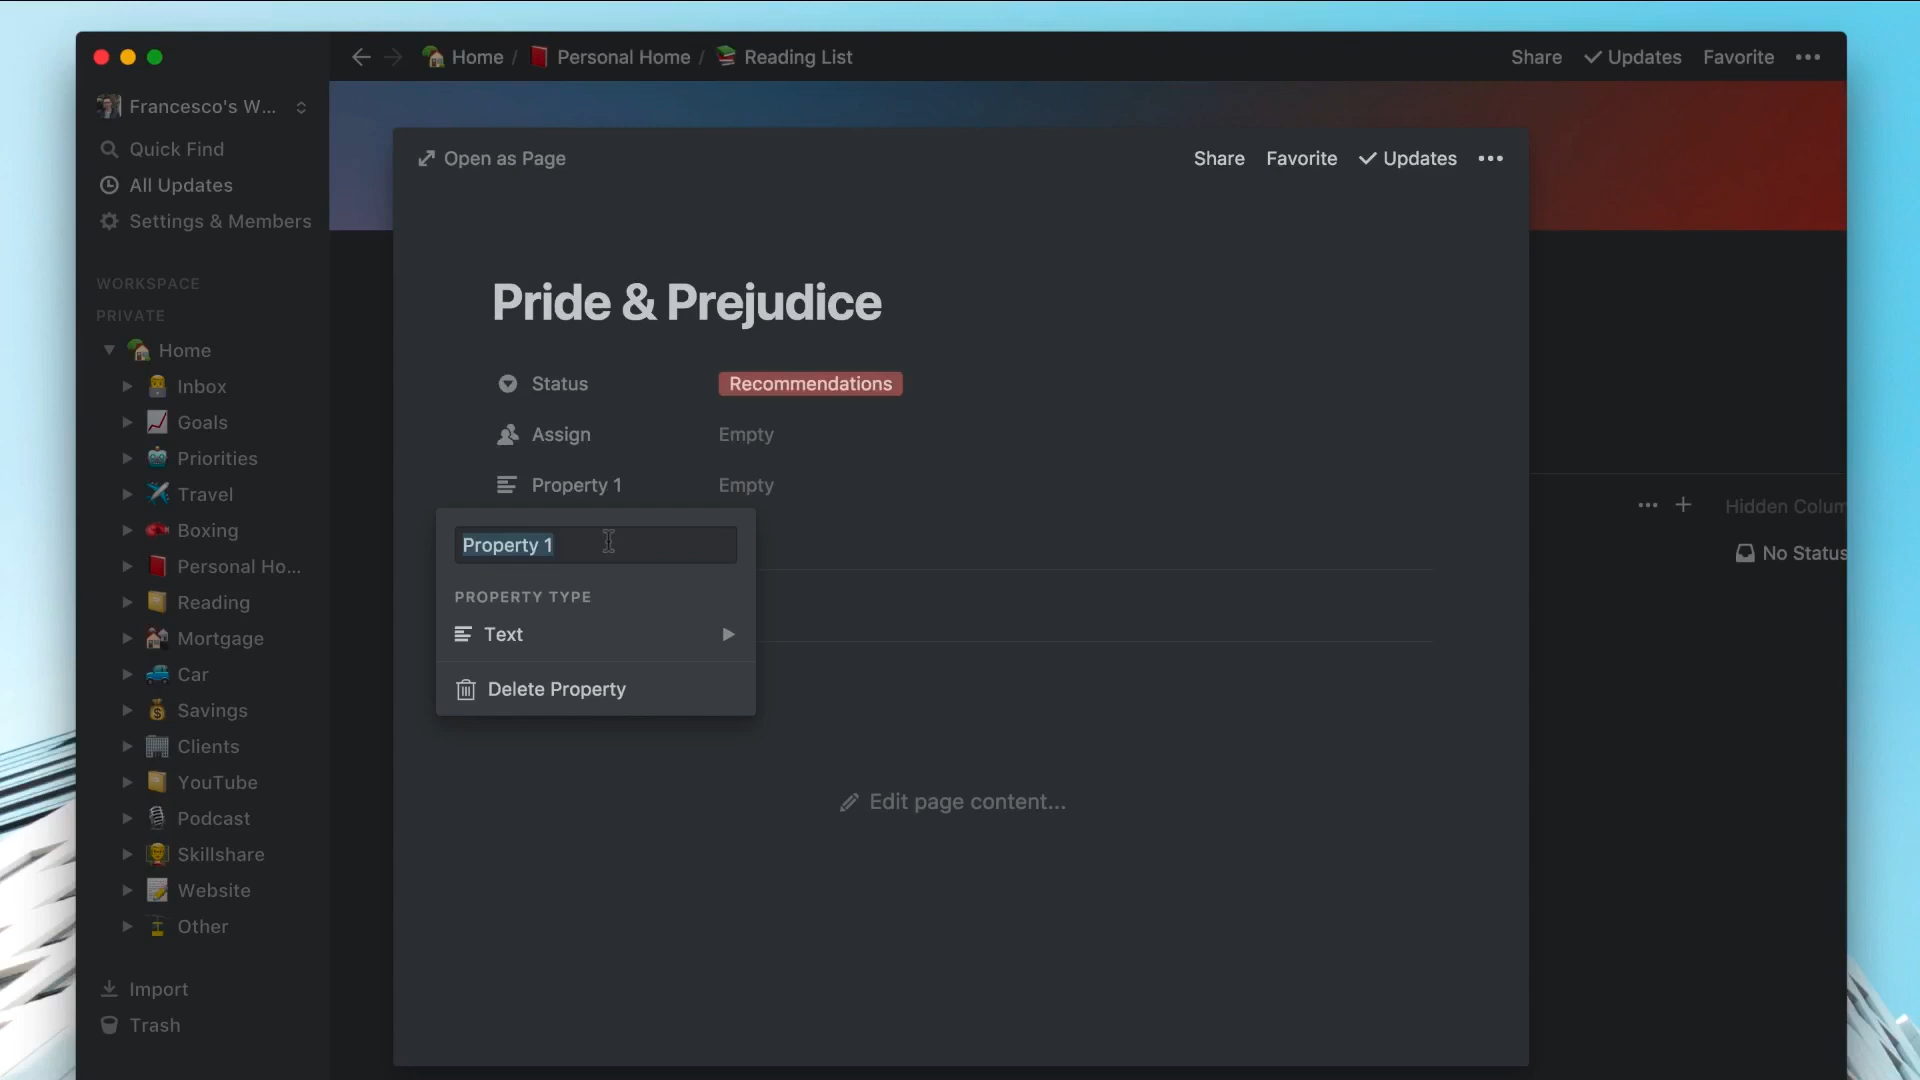 Home / Personal Home / Reading List
Share Updates Favorite
Francesco's W...
Quick Find
All Updates
Settings & Members
WORKSPACE
PRIVATE
Home
Inbox
Goals
Priorities
Travel
Boxing
Personal Ho...
Reading
Mortgage
Car
Savings
Clients
YouTube
Podcast
Skillshare
Website
Other
Import
Trash
Open as Page
Share Favorite Updates
Pride & Prejudice
Status Recommendations
Assign Empty
Property 1 Empty
Property 1
PROPERTY TYPE
Text
Delete Property
Edit page content...
Hidden Colum
No Status